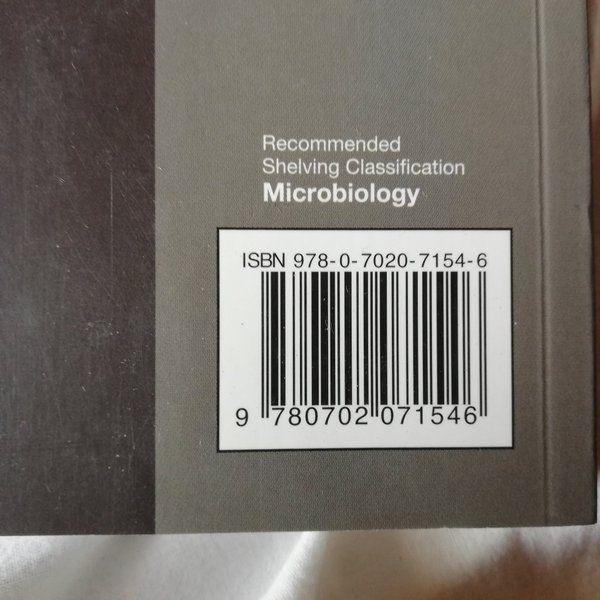 Recommended
Shelving Classification
Microbiology
ISBN 978-0-7020-7154-6
9 780702 071546